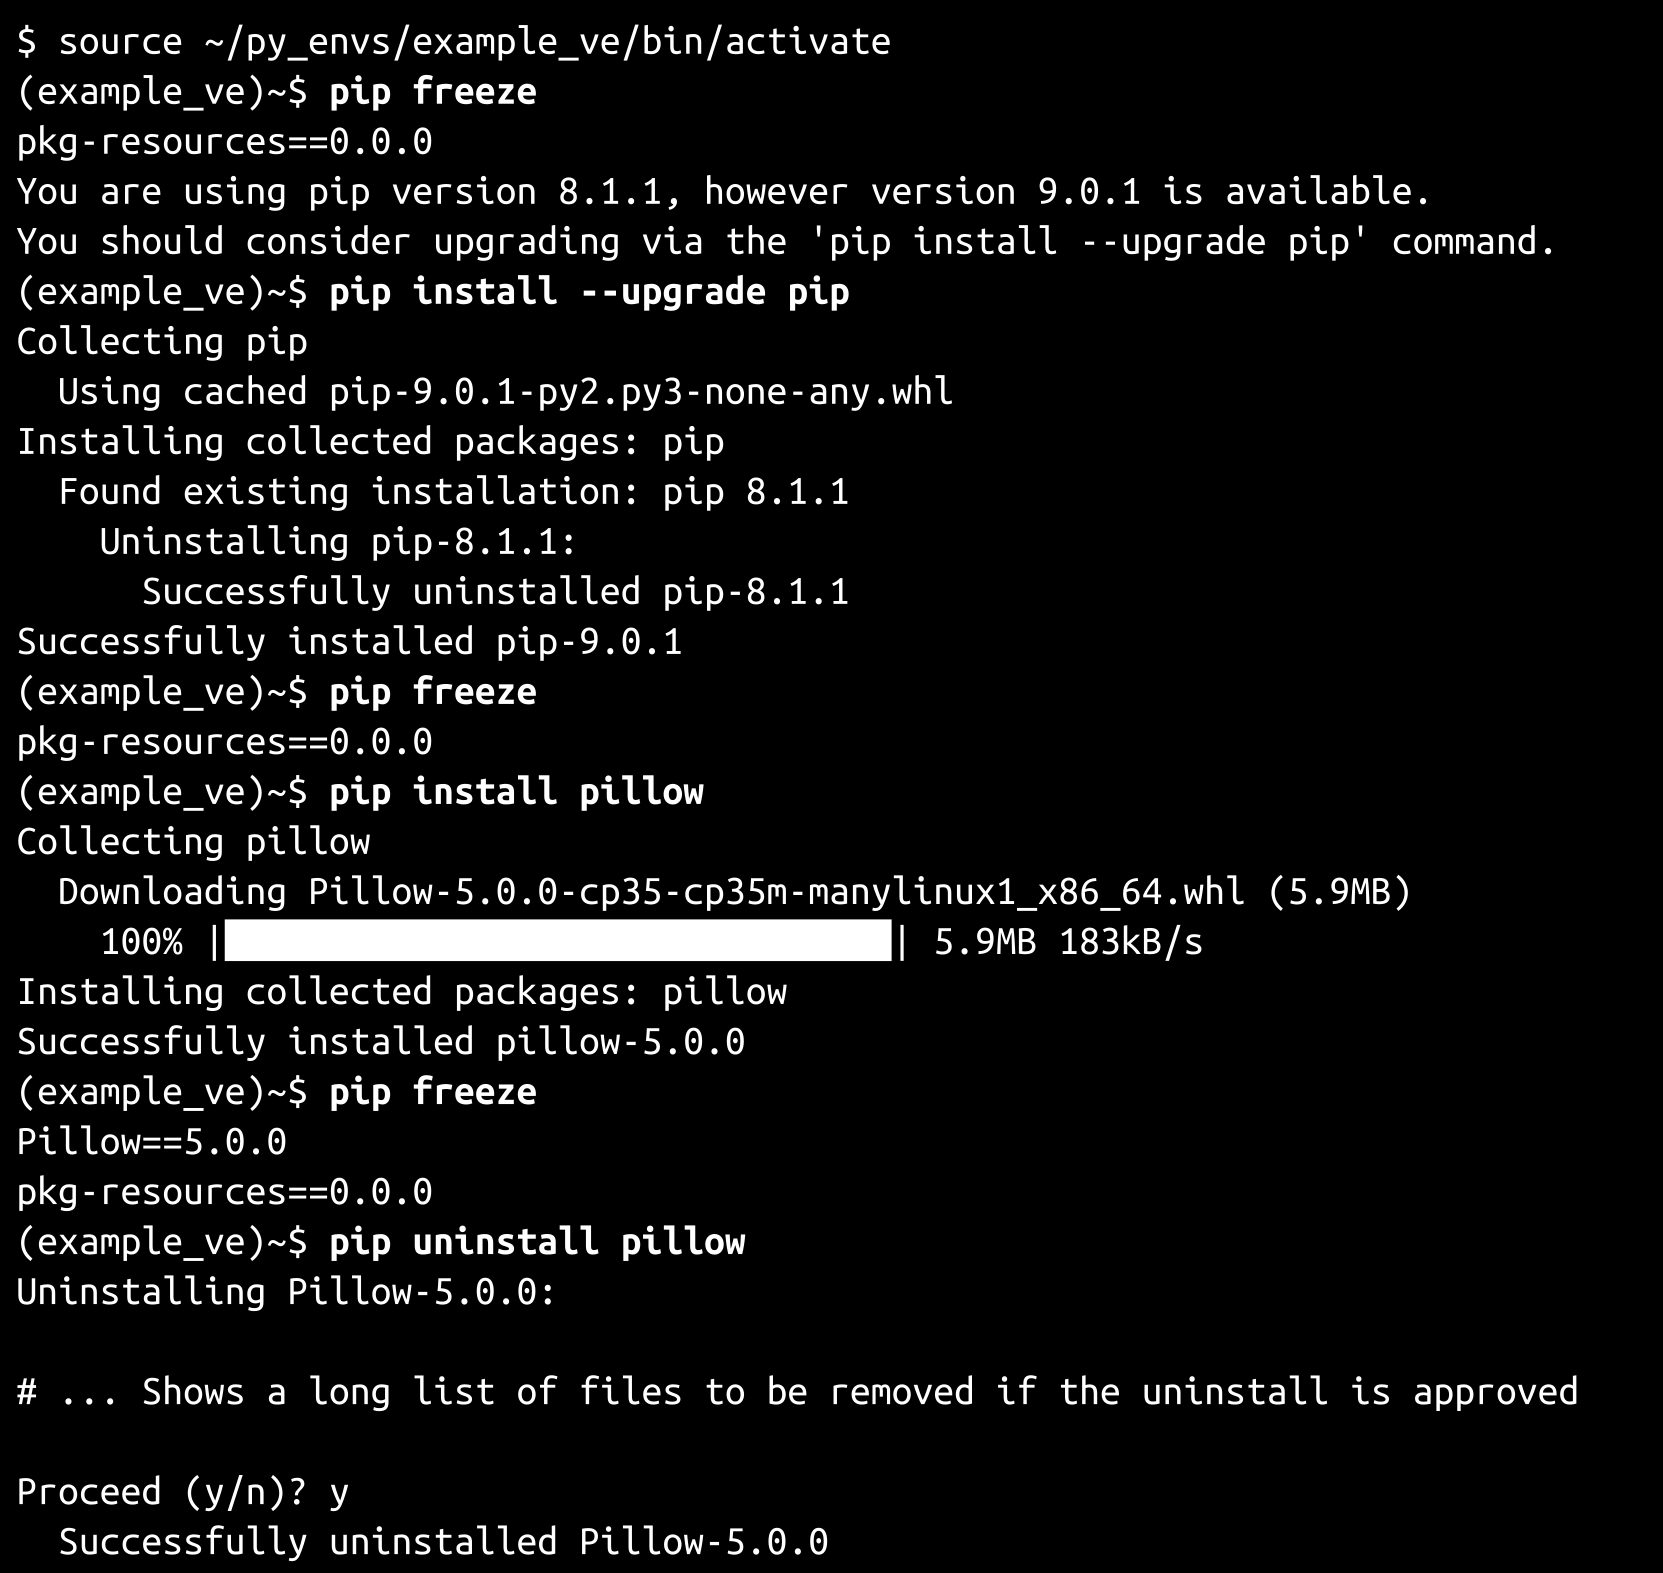 $ source ~/py_envs/example_ve/bin/activate
(example_ve)~$ pip freeze
pkg-resources==0.0.0
You are using pip version 8.1.1, however version 9.0.1 is available.
You should consider upgrading via the 'pip install --upgrade pip' command.
(example_ve)~$ pip install --upgrade pip
Collecting pip
  Using cached pip-9.0.1-py2.py3-none-any.whl
Installing collected packages: pip
  Found existing installation: pip 8.1.1
    Uninstalling pip-8.1.1:
      Successfully uninstalled pip-8.1.1
Successfully installed pip-9.0.1
(example_ve)~$ pip freeze
pkg-resources==0.0.0
(example_ve)~$ pip install pillow
Collecting pillow
  Downloading Pillow-5.0.0-cp35-cp35m-manylinux1_x86_64.whl (5.9MB)
    100% |████████████████████████████████| 5.9MB 183kB/s
Installing collected packages: pillow
Successfully installed pillow-5.0.0
(example_ve)~$ pip freeze
Pillow==5.0.0
pkg-resources==0.0.0
(example_ve)~$ pip uninstall pillow
Uninstalling Pillow-5.0.0:

# ... Shows a long list of files to be removed if the uninstall is approved

Proceed (y/n)? y
  Successfully uninstalled Pillow-5.0.0